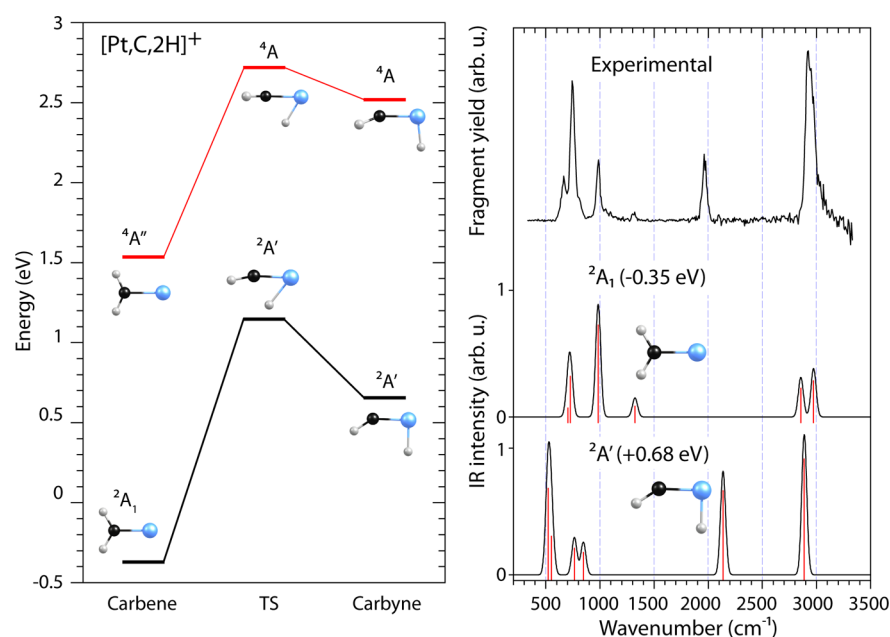 [Pt,C,2H]⁺
Energy (eV)
3
2.5
2
1.5
1
0.5
0
-0.5
⁴A
⁴A
⁴A″
²A′
²A′
²A₁
Carbene
TS
Carbyne
Experimental
Fragment yield (arb. u.)
²A₁ (-0.35 eV)
1
0
IR intensity (arb. u.)
²A′ (+0.68 eV)
1
0
500 1000 1500 2000 2500 3000 3500
Wavenumber (cm⁻¹)